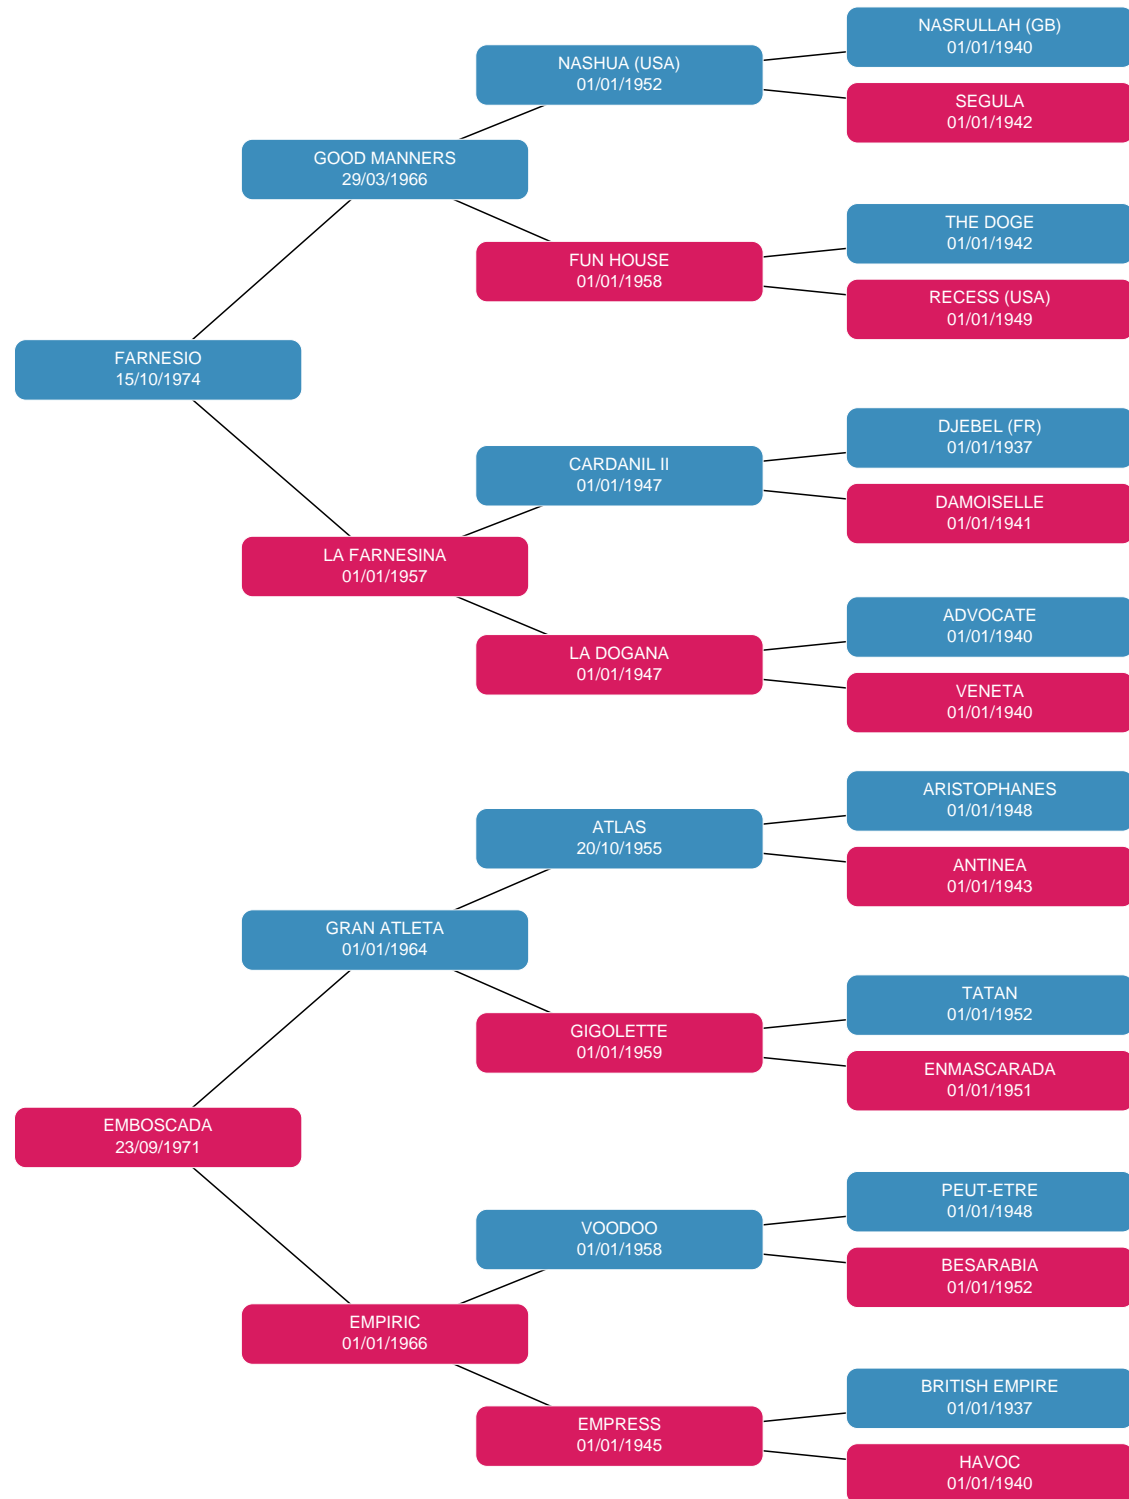 NASRULLAH (GB)
01/01/1940
NASHUA (USA)
01/01/1952
SEGULA
01/01/1942
GOOD MANNERS
29/03/1966
THE DOGE
01/01/1942
FUN HOUSE
01/01/1958
RECESS (USA)
01/01/1949
FARNESIO
15/10/1974
DJEBEL (FR)
01/01/1937
CARDANIL II
01/01/1947
DAMOISELLE
01/01/1941
LA FARNESINA
01/01/1957
ADVOCATE
01/01/1940
LA DOGANA
01/01/1947
VENETA
01/01/1940
ARISTOPHANES
01/01/1948
ATLAS
20/10/1955
ANTINEA
01/01/1943
GRAN ATLETA
01/01/1964
TATAN
01/01/1952
GIGOLETTE
01/01/1959
ENMASCARADA
01/01/1951
EMBOSCADA
23/09/1971
PEUT-ETRE
01/01/1948
VOODOO
01/01/1958
BESARABIA
01/01/1952
EMPIRIC
01/01/1966
BRITISH EMPIRE
01/01/1937
EMPRESS
01/01/1945
HAVOC
01/01/1940